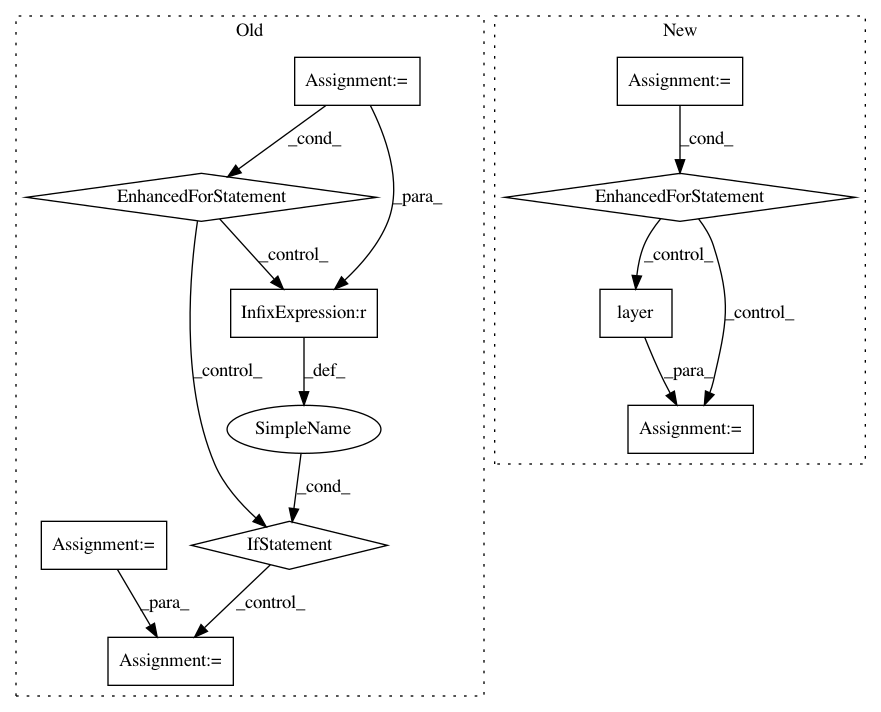 Old
New
Assignment:=
Assignment:=
_cond_
_cond_
EnhancedForStatement
_para_
EnhancedForStatement
_control_
_control_
InfixExpression:r
layer
_control_
_control_
_def_
_para_
SimpleName
Assignment:=
_cond_
Assignment:=
IfStatement
_para_
_control_
Assignment:=